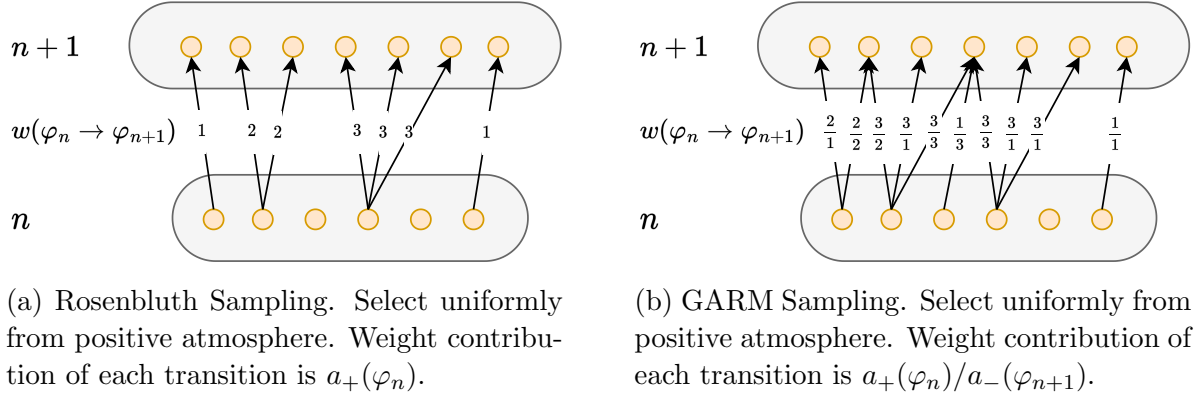 n + 1
w(φn → φn+1)
1 2 2 3 3 3 1
n
(a) Rosenbluth Sampling. Select uniformly
from positive atmosphere. Weight contribu-
tion of each transition is a₊(φₙ).
n + 1
w(φn → φn+1)
2/1 2/2 3/2 3/1 3/3 1/3 3/3 3/1 3/1 1/1
n
(b) GARM Sampling. Select uniformly from
positive atmosphere. Weight contribution of
each transition is a₊(φₙ)/a₋(φₙ₊₁).